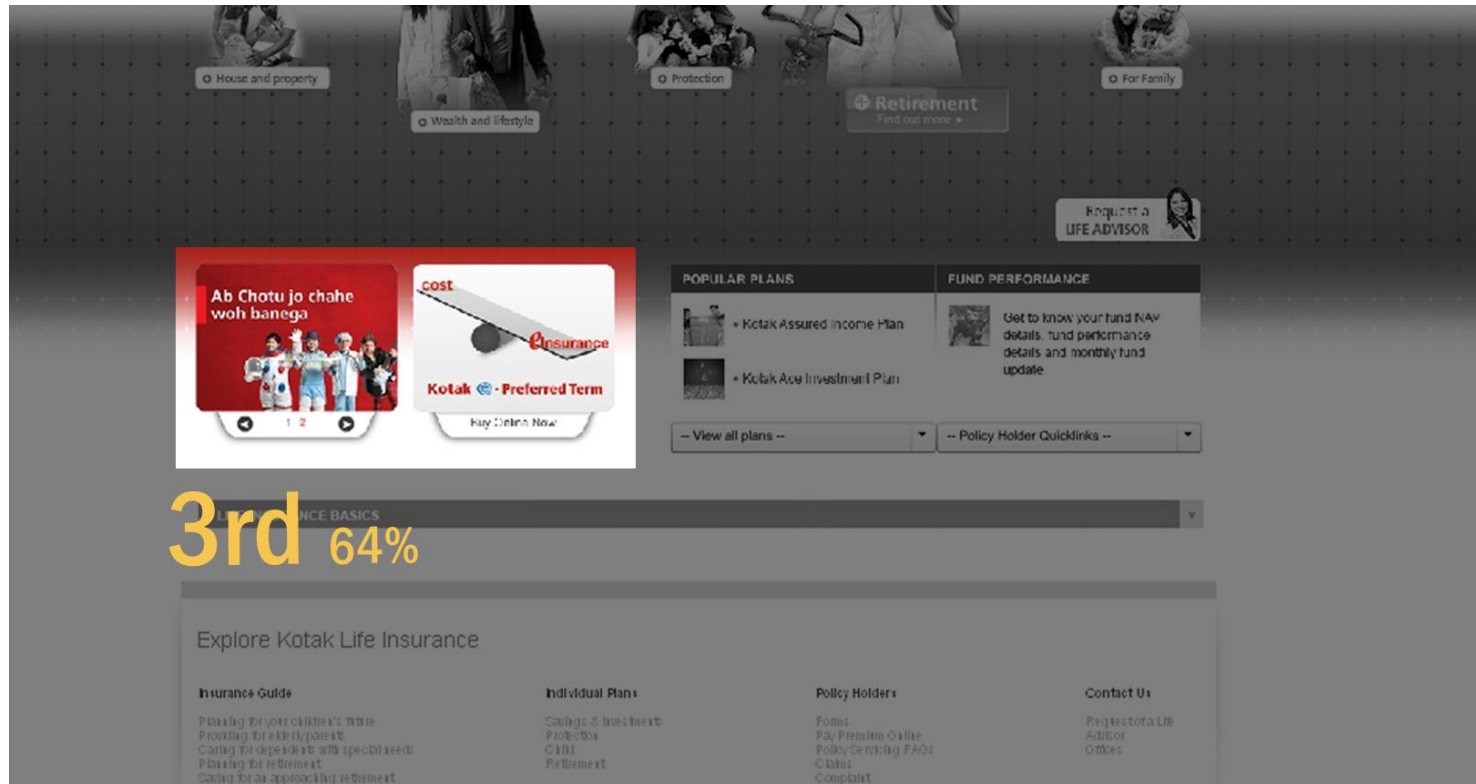 House and property
Wealth and lifestyle
Protection
Retirement
Find out more
For Family
Request a
LIFE ADVISOR
Ab Chotu jo chahe
woh banega
1 2
cost
einsurance
Kotak e - Preferred Term
Buy Online Now
POPULAR PLANS
Kotak Assured Income Plan
Kotak Ace Investment Plan
-- View all plans --
FUND PERFORMANCE
Get to know your fund NAV
details, fund performance
details and monthly fund
update
-- Policy Holder Quicklinks --
BASICS
3rd 64%
Explore Kotak Life Insurance
Insurance Guide
Planning for your children's future
Providing for elderly parents
Caring for dependents with special needs
Planning for retirement
Saving for an approaching retirement
Individual Plans
Savings & Investments
Protection
Child
Retirement
Policy Holders
Forms
Pay Premium Online
Policy Servicing FAQs
Claims
Complaint
Contact Us
Request of a Life
Advisor
Offices